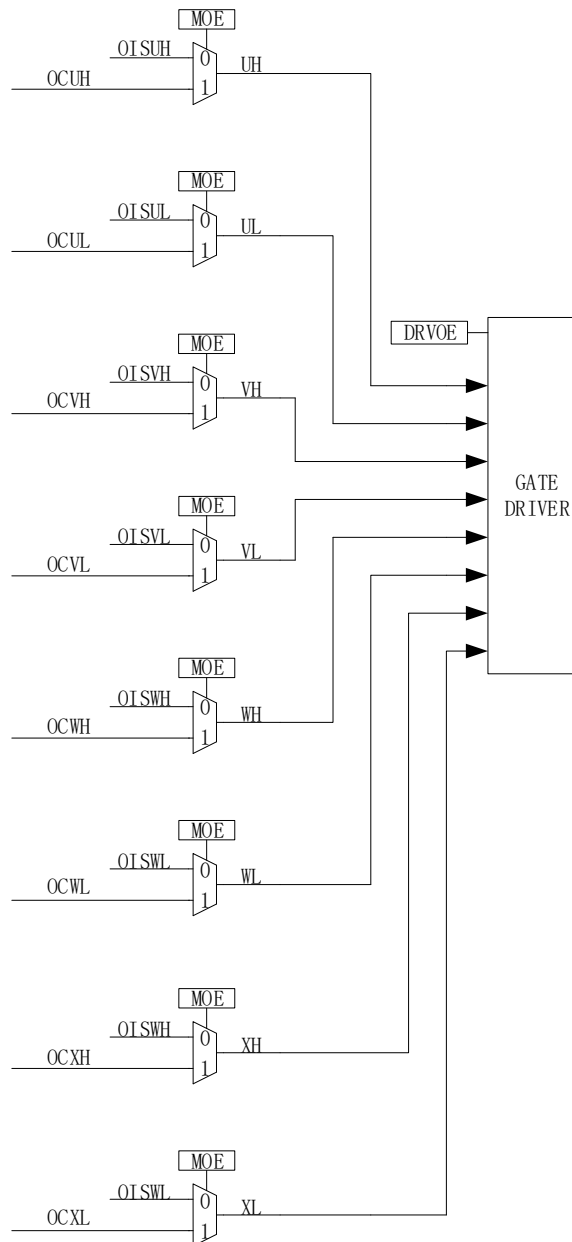 MOE
OISUH
0
UH
OCUH
1
MOE
OISUL
0
UL
OCUL
1
DRVOE
MOE
OISVH
0
VH
OCVH
1
GATE
DRIVER
MOE
OISVL
0
VL
OCVL
1
MOE
OISWH
0
WH
OCWH
1
MOE
OISWL
0
WL
OCWL
1
MOE
OISWH
0
XH
OCXH
1
MOE
OISWL
0
XL
OCXL
1